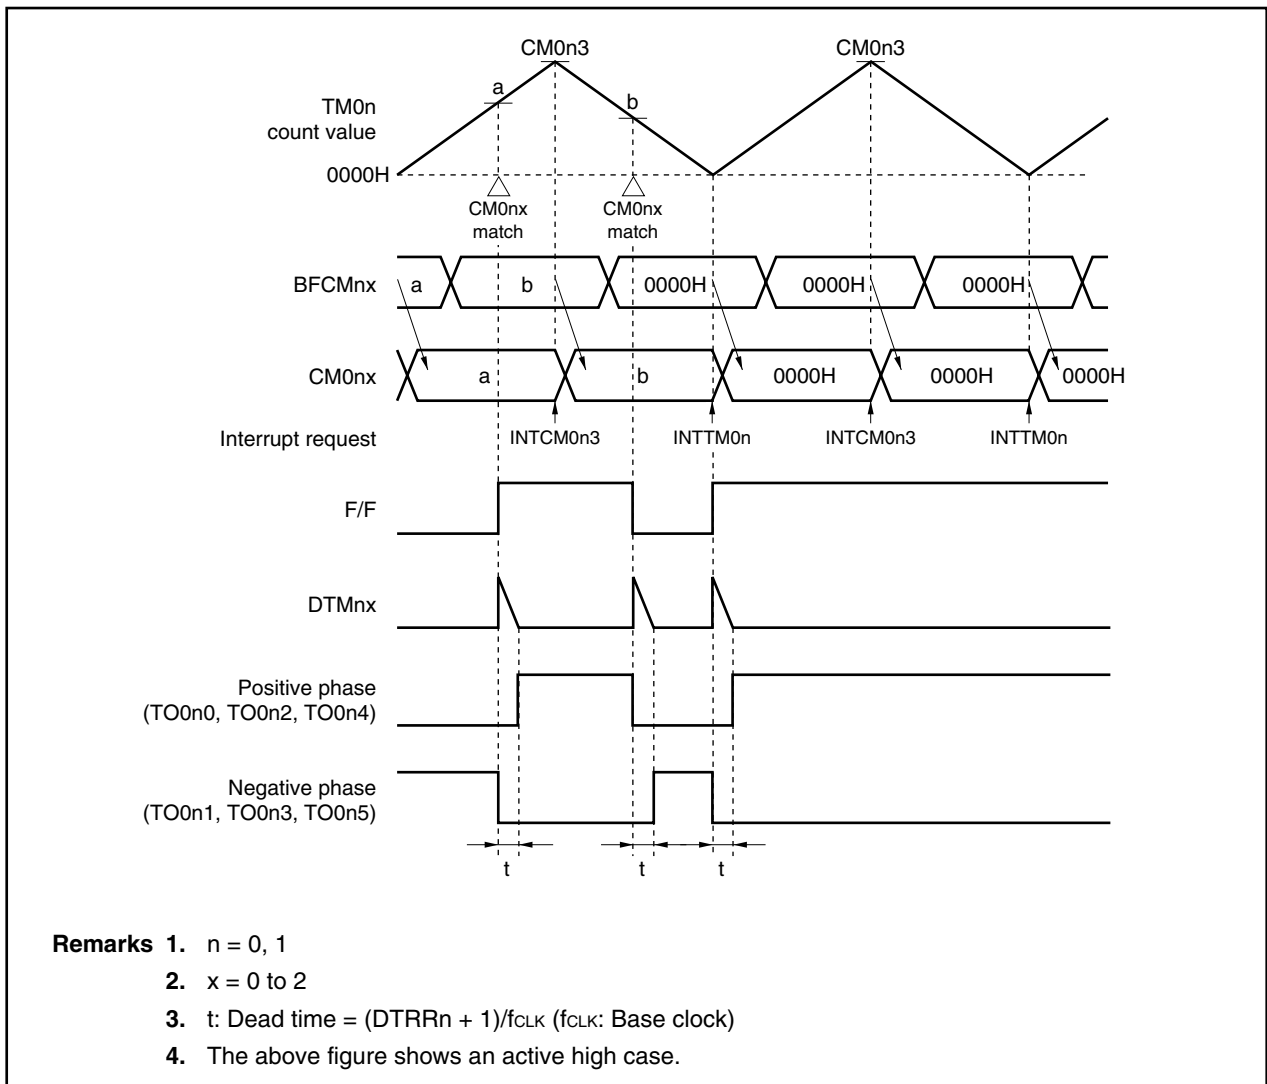 CM0n3 CM0n3
a
b
TM0n
count value
0000H
CM0nx CM0nx
match match
BFCMnx a b 0000H 0000H 0000H
CM0nx a b 0000H 0000H 0000H
Interrupt request INTCM0n3 INTTM0n INTCM0n3 INTTM0n
F/F
DTMnx
Positive phase
(TO0n0, TO0n2, TO0n4)
Negative phase
(TO0n1, TO0n3, TO0n5)
t t t
Remarks 1. n = 0, 1
2. x = 0 to 2
3. t: Dead time = (DTRRn + 1)/fCLK (fCLK: Base clock)
4. The above figure shows an active high case.